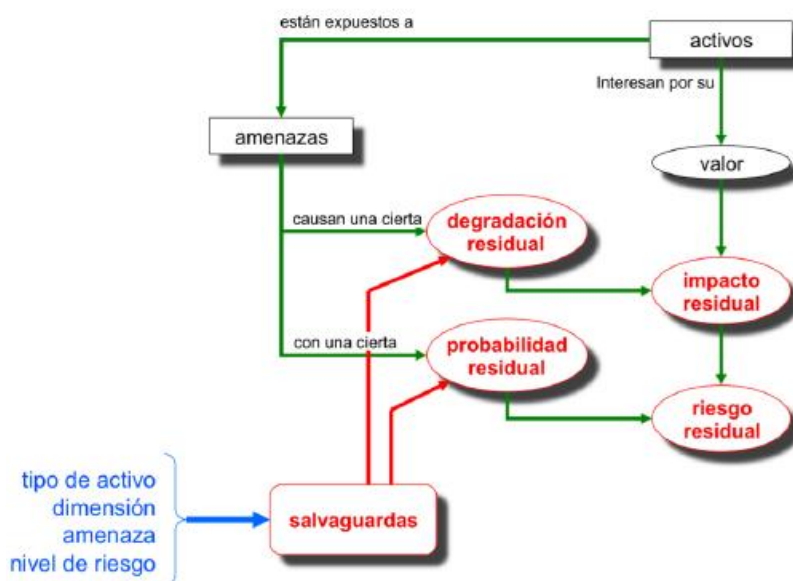 están expuestos a
activos
Interesan por su
amenazas
valor
causan una cierta
degradación
residual
impacto
residual
con una cierta
probabilidad
residual
riesgo
residual
tipo de activo
dimensión
amenaza
nivel de riesgo
salvaguardas